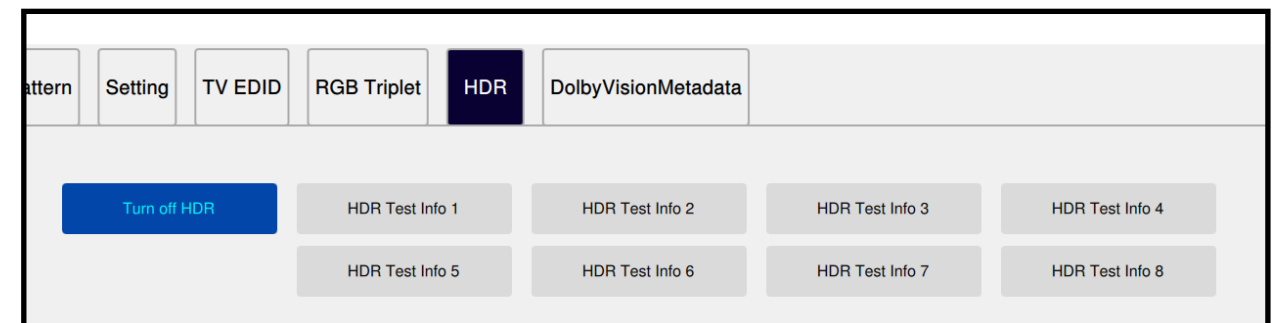 attern Setting TV EDID RGB Triplet HDR DolbyVisionMetadata
Turn off HDR HDR Test Info 1 HDR Test Info 2 HDR Test Info 3 HDR Test Info 4
HDR Test Info 5 HDR Test Info 6 HDR Test Info 7 HDR Test Info 8